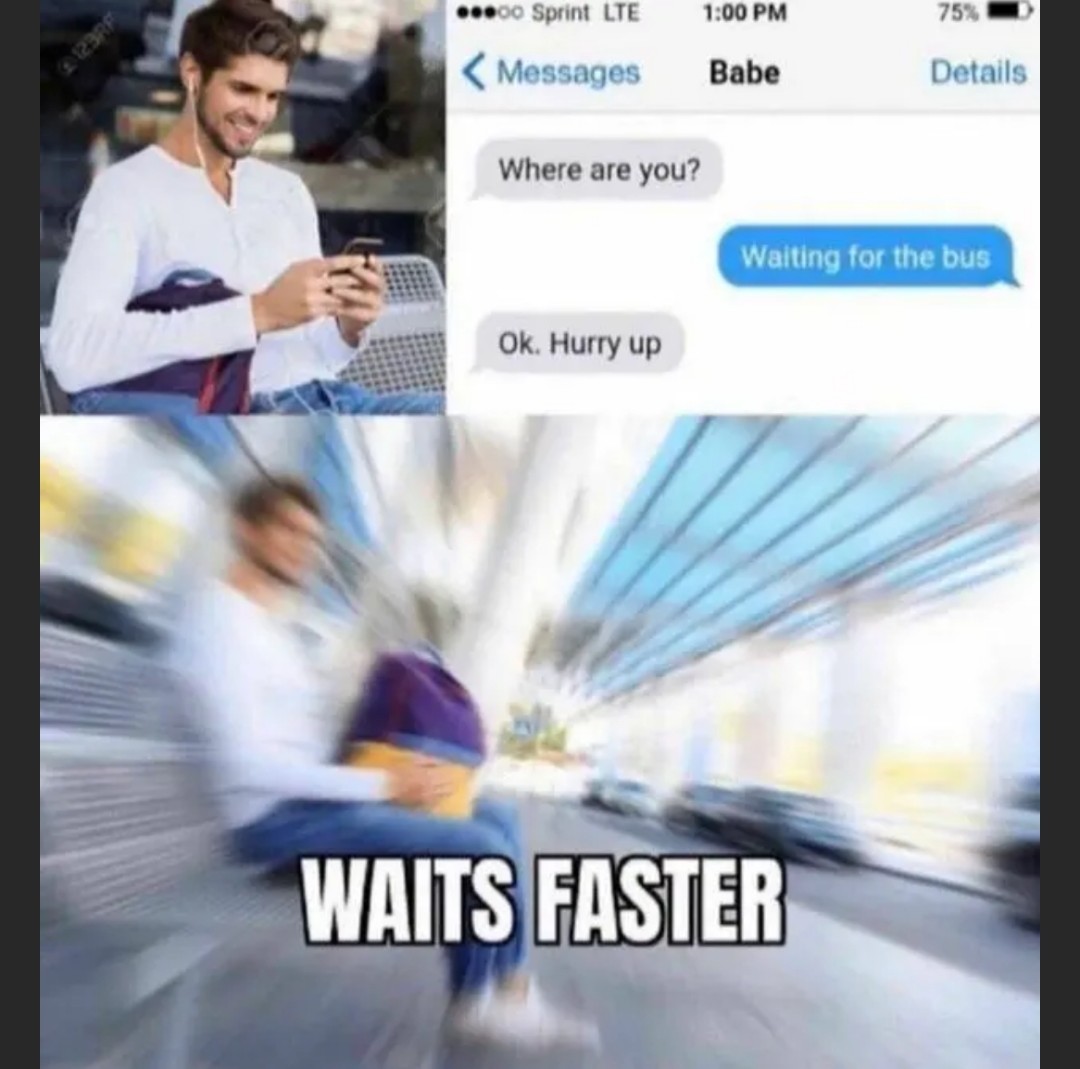 Sprint LTE 1:00 PM 75%
Messages Babe Details
Where are you?
Waiting for the bus
Ok. Hurry up
WAITS FASTER